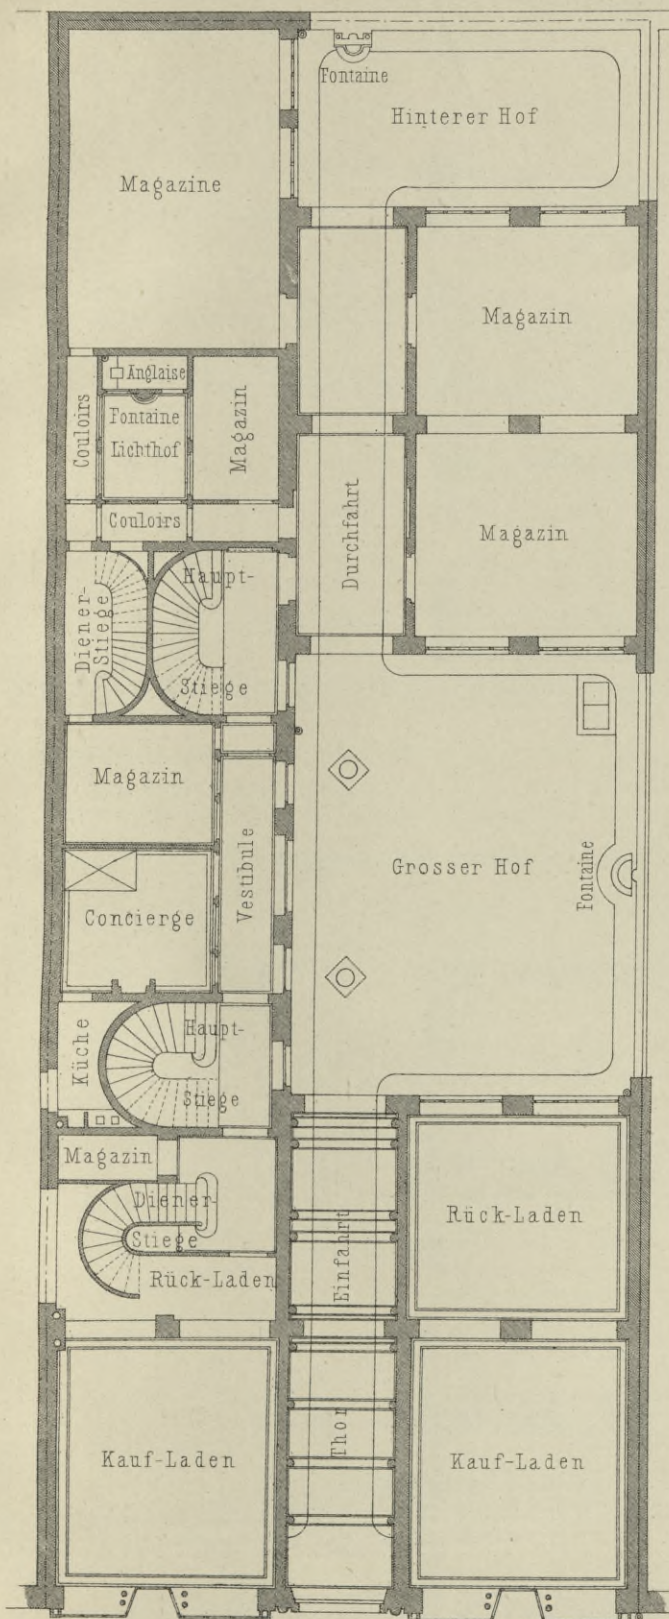 Fontaine
Hinterer Hof
Magazine
Magazin
Anglaise
Couloirs
Fontaine
Lichthof
Magazin
Couloirs
Durchfahrt
Magazin
Diener-
Stiege
Haupt-
Stiege
Magazin
Vestibule
Concierge
Grosser Hof
Fontaine
Küche
Haupt-
Stiege
Magazin
Diener-
Stiege
Rück-Laden
Einfahrt
Rück-Laden
Thor
Kauf-Laden
Kauf-Laden